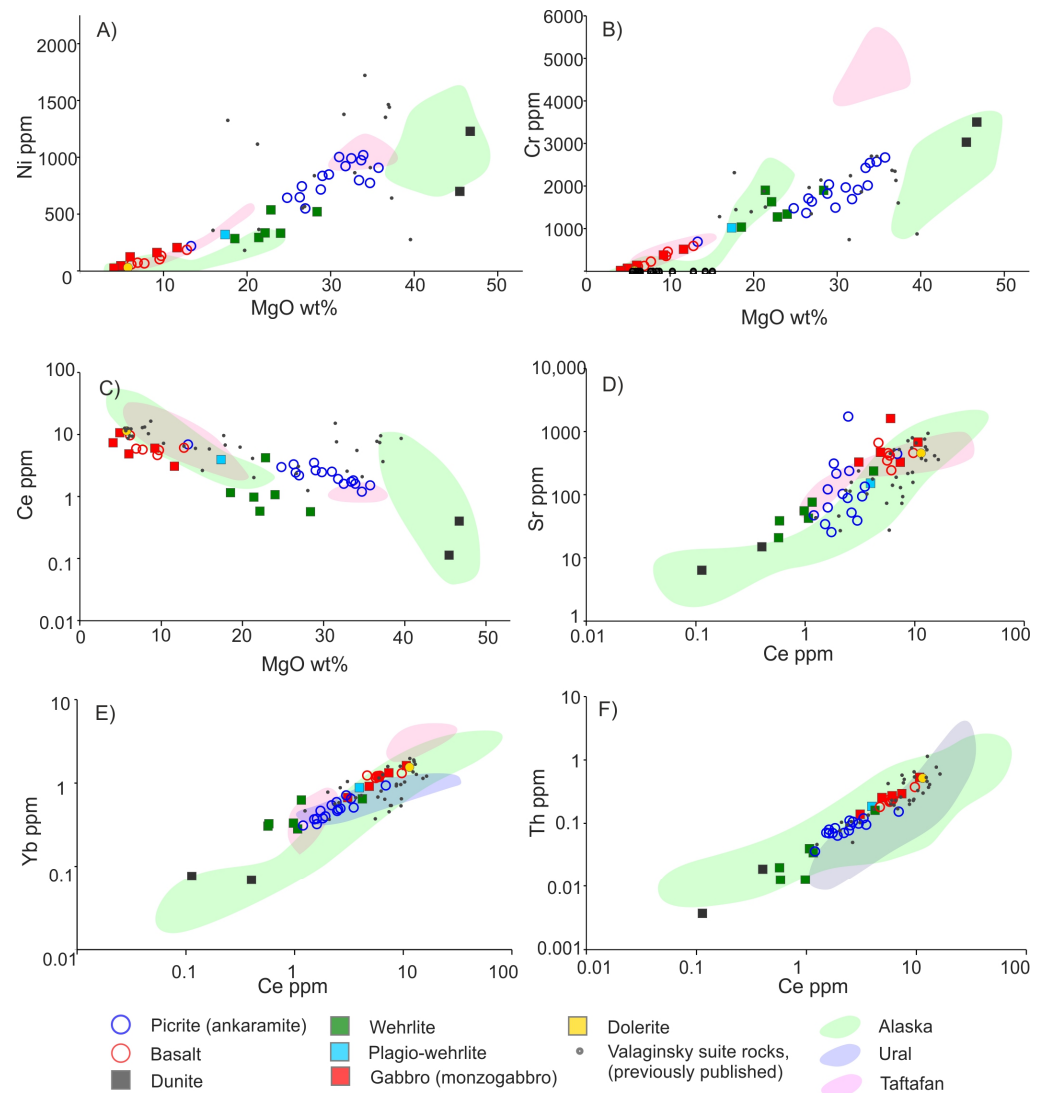 A)
2000
1500
1000
500
0
10
20
30
40
50
Ni ppm
MgO wt%
B)
6000
5000
4000
3000
2000
1000
0
10
20
30
40
50
Cr ppm
MgO wt%
C)
100
10
1
0.1
0.01
0
10
20
30
40
50
Ce ppm
MgO wt%
D)
10,000
1000
100
10
1
0.01
0.1
1
10
100
Sr ppm
Ce ppm
E)
10
1
0.1
0.01
0.1
1
10
100
Yb ppm
Ce ppm
F)
10
1
0.1
0.01
0.001
0.01
0.1
1
10
100
Th ppm
Ce ppm
Picrite (ankaramite)
Basalt
Dunite
Wehrlite
Plagio-wehrlite
Gabbro (monzogabbro)
Dolerite
Valaginsky suite rocks,
(previously published)
Alaska
Ural
Taftafan